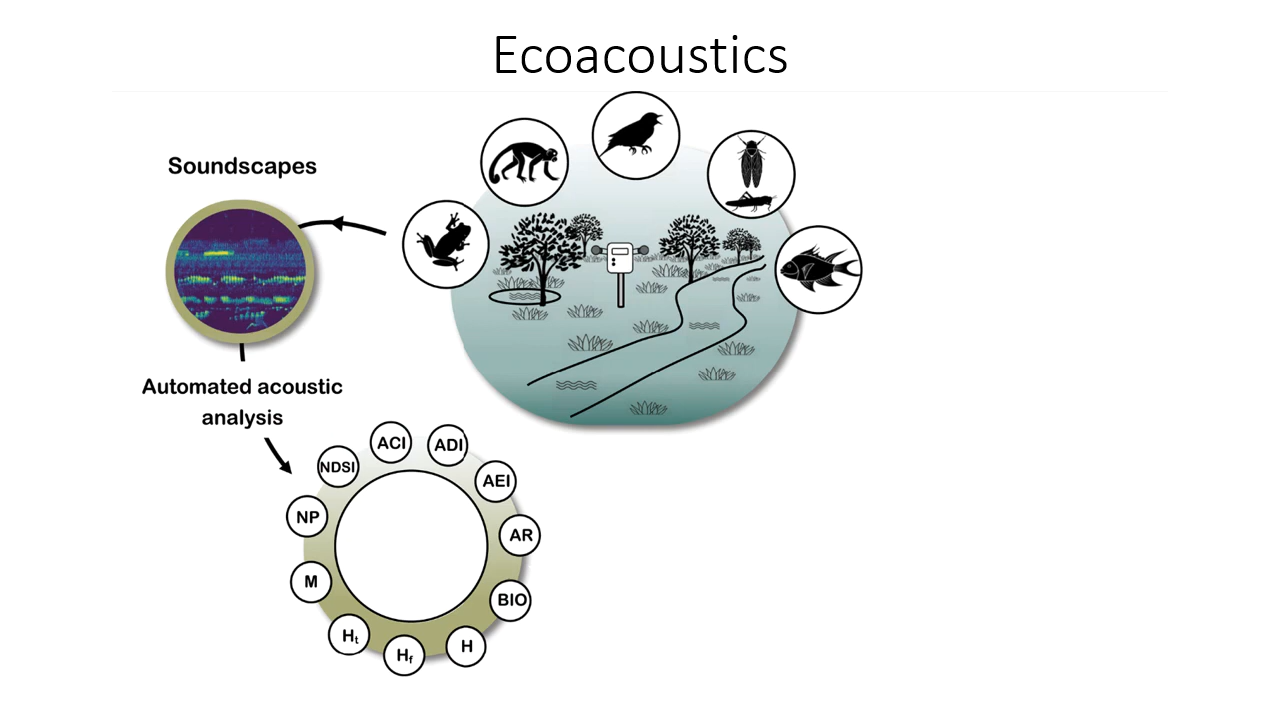 Ecoacoustics
Soundscapes
Automated acoustic
analysis
ACI
ADI
NDSI
AEI
NP
AR
M
BIO
Ht
Hf
H